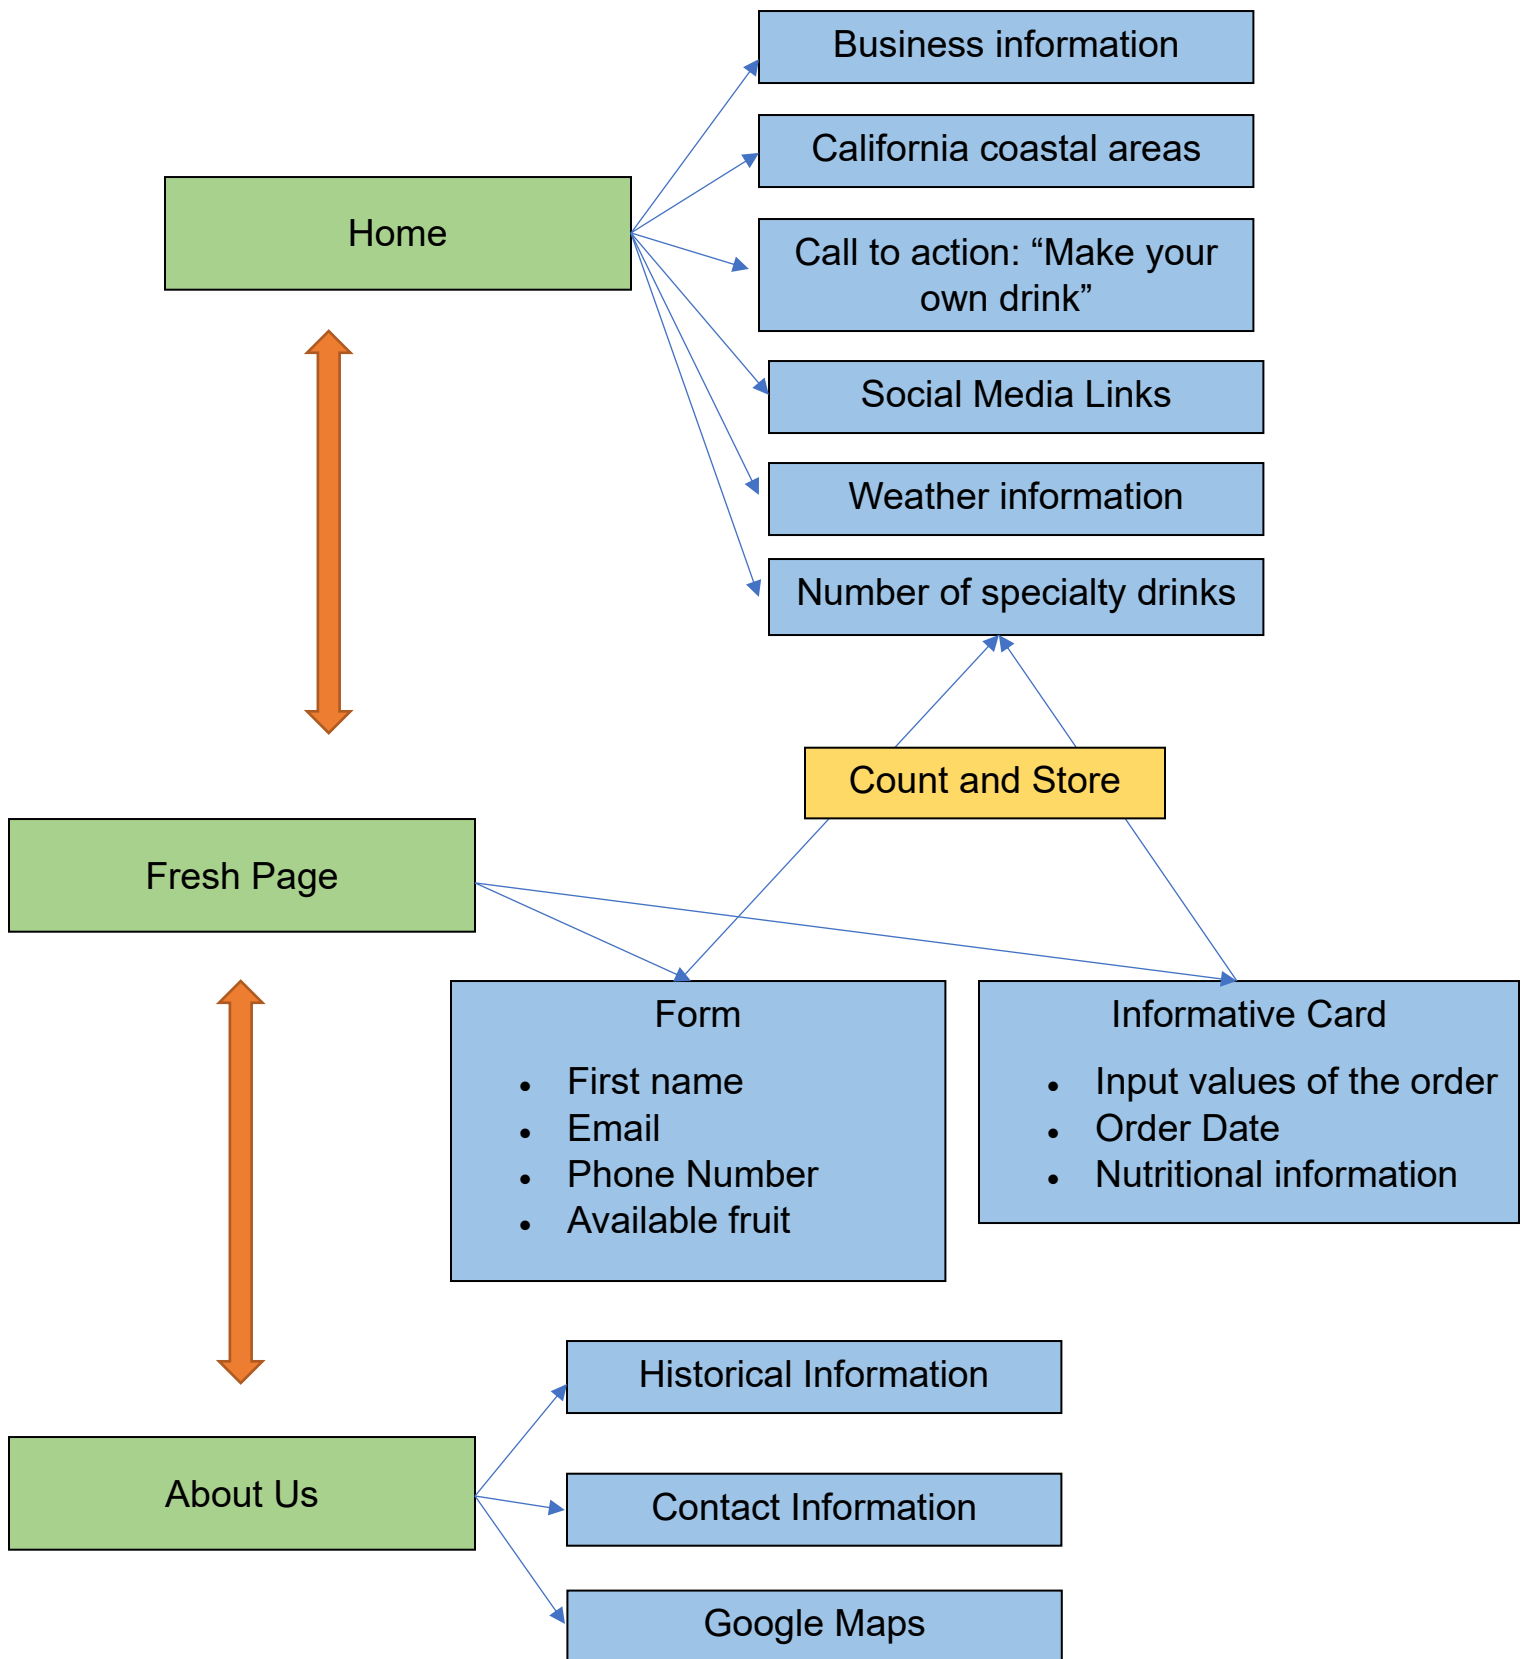 Business information
California coastal areas
Home
Call to action: “Make your
own drink”
Social Media Links
Weather information
Number of specialty drinks
Count and Store
Fresh Page
Form
• First name
• Email
• Phone Number
• Available fruit
Informative Card
• Input values of the order
• Order Date
• Nutritional information
Historical Information
About Us
Contact Information
Google Maps